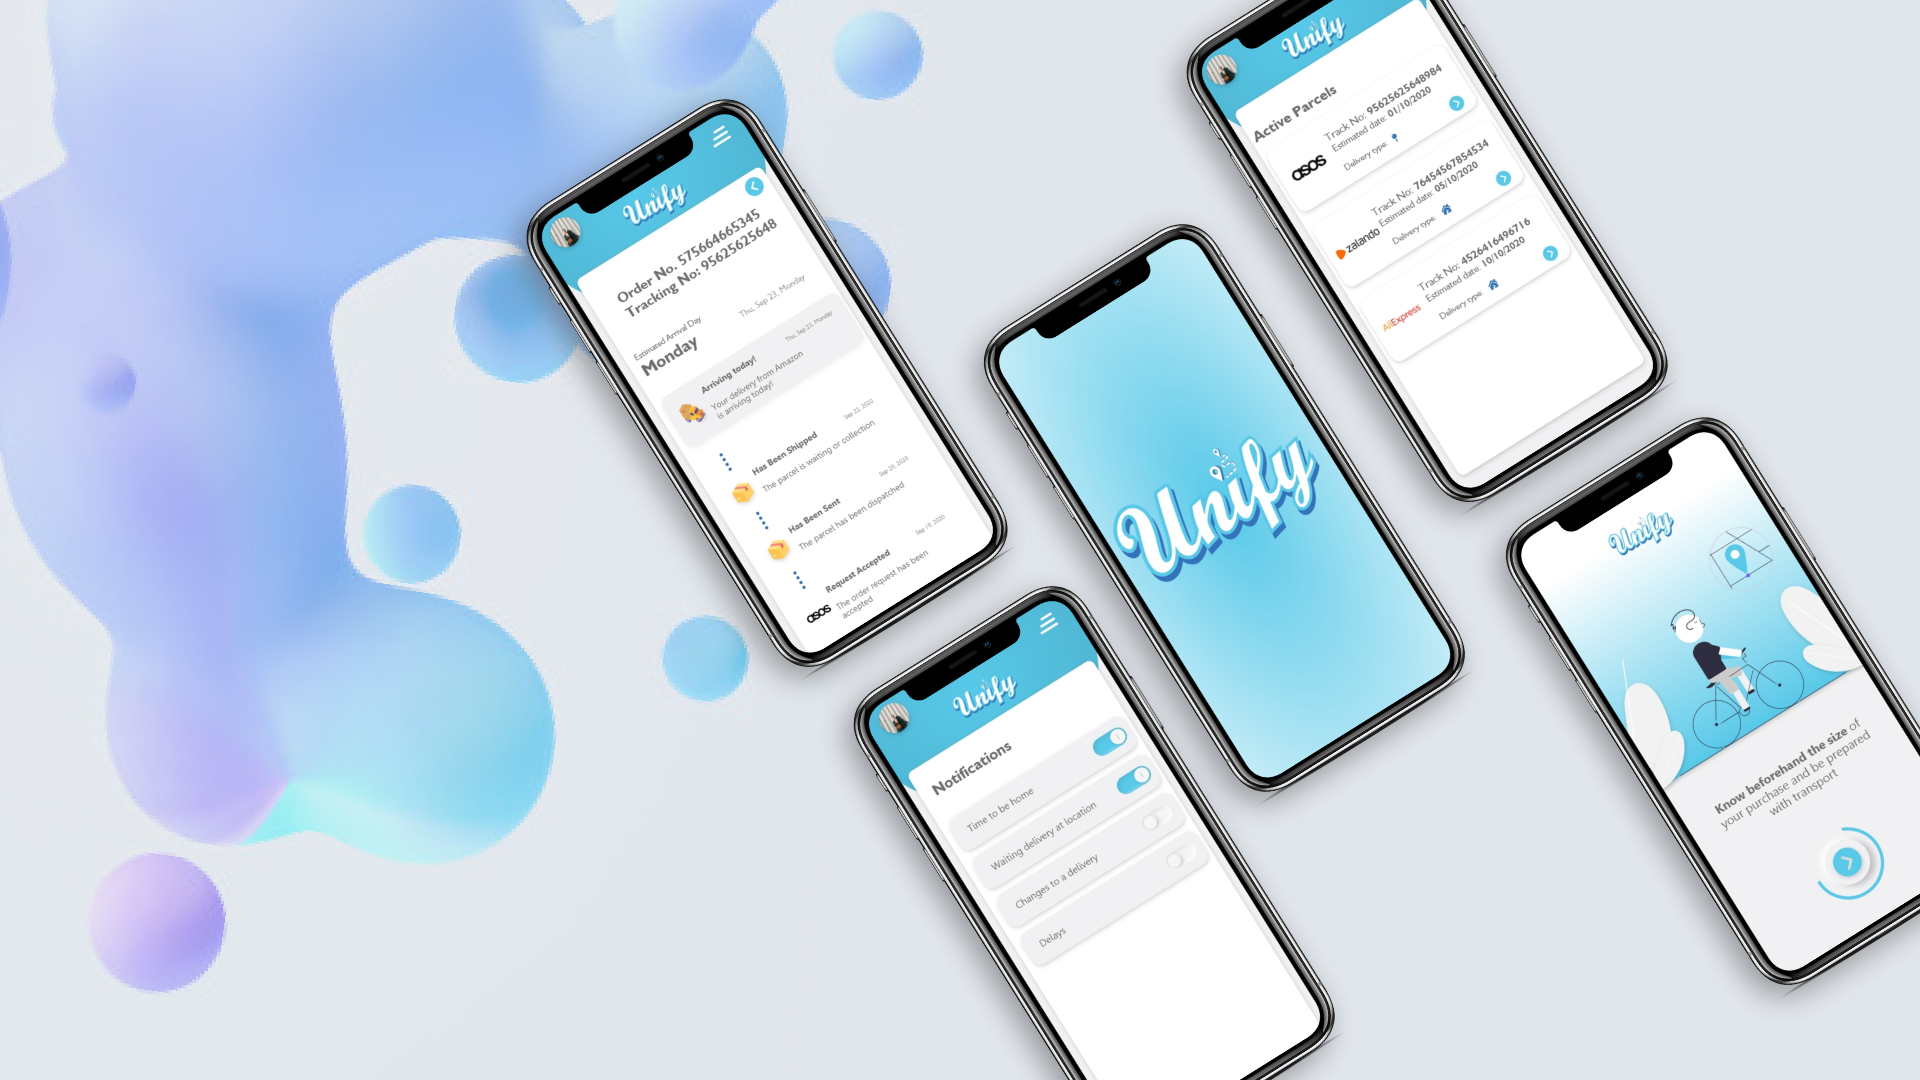 Unify
Order No. 575664665345
Tracking No: 95625625648
Estimated Arrival Day
Monday
Thu, Sep 23, Monday
Arriving today!
Thu, Sep 23, Monday
Your delivery from Amazon
is arriving today!
Has Been Shipped
Sep 22, 2020
The parcel is waiting or collection
Has Been Sent
Sep 20, 2020
The parcel has been dispatched
Request Accepted
Sep 19, 2020
The order request has been
accepted
asos
Unify
Notifications
Time to be home
Waiting delivery at location
Changes to a delivery
Delays
Unify
Unify
Active Parcels
Track No: 95625625648984
Estimated date: 01/10/2020
Delivery type:
asos
Track No: 76454567854534
Estimated date: 05/10/2020
Delivery type:
zalando
Track No: 4526416496716
Estimated date: 10/10/2020
Delivery type:
AliExpress
Unify
Know beforehand the size of
your purchase and be prepared
with transport